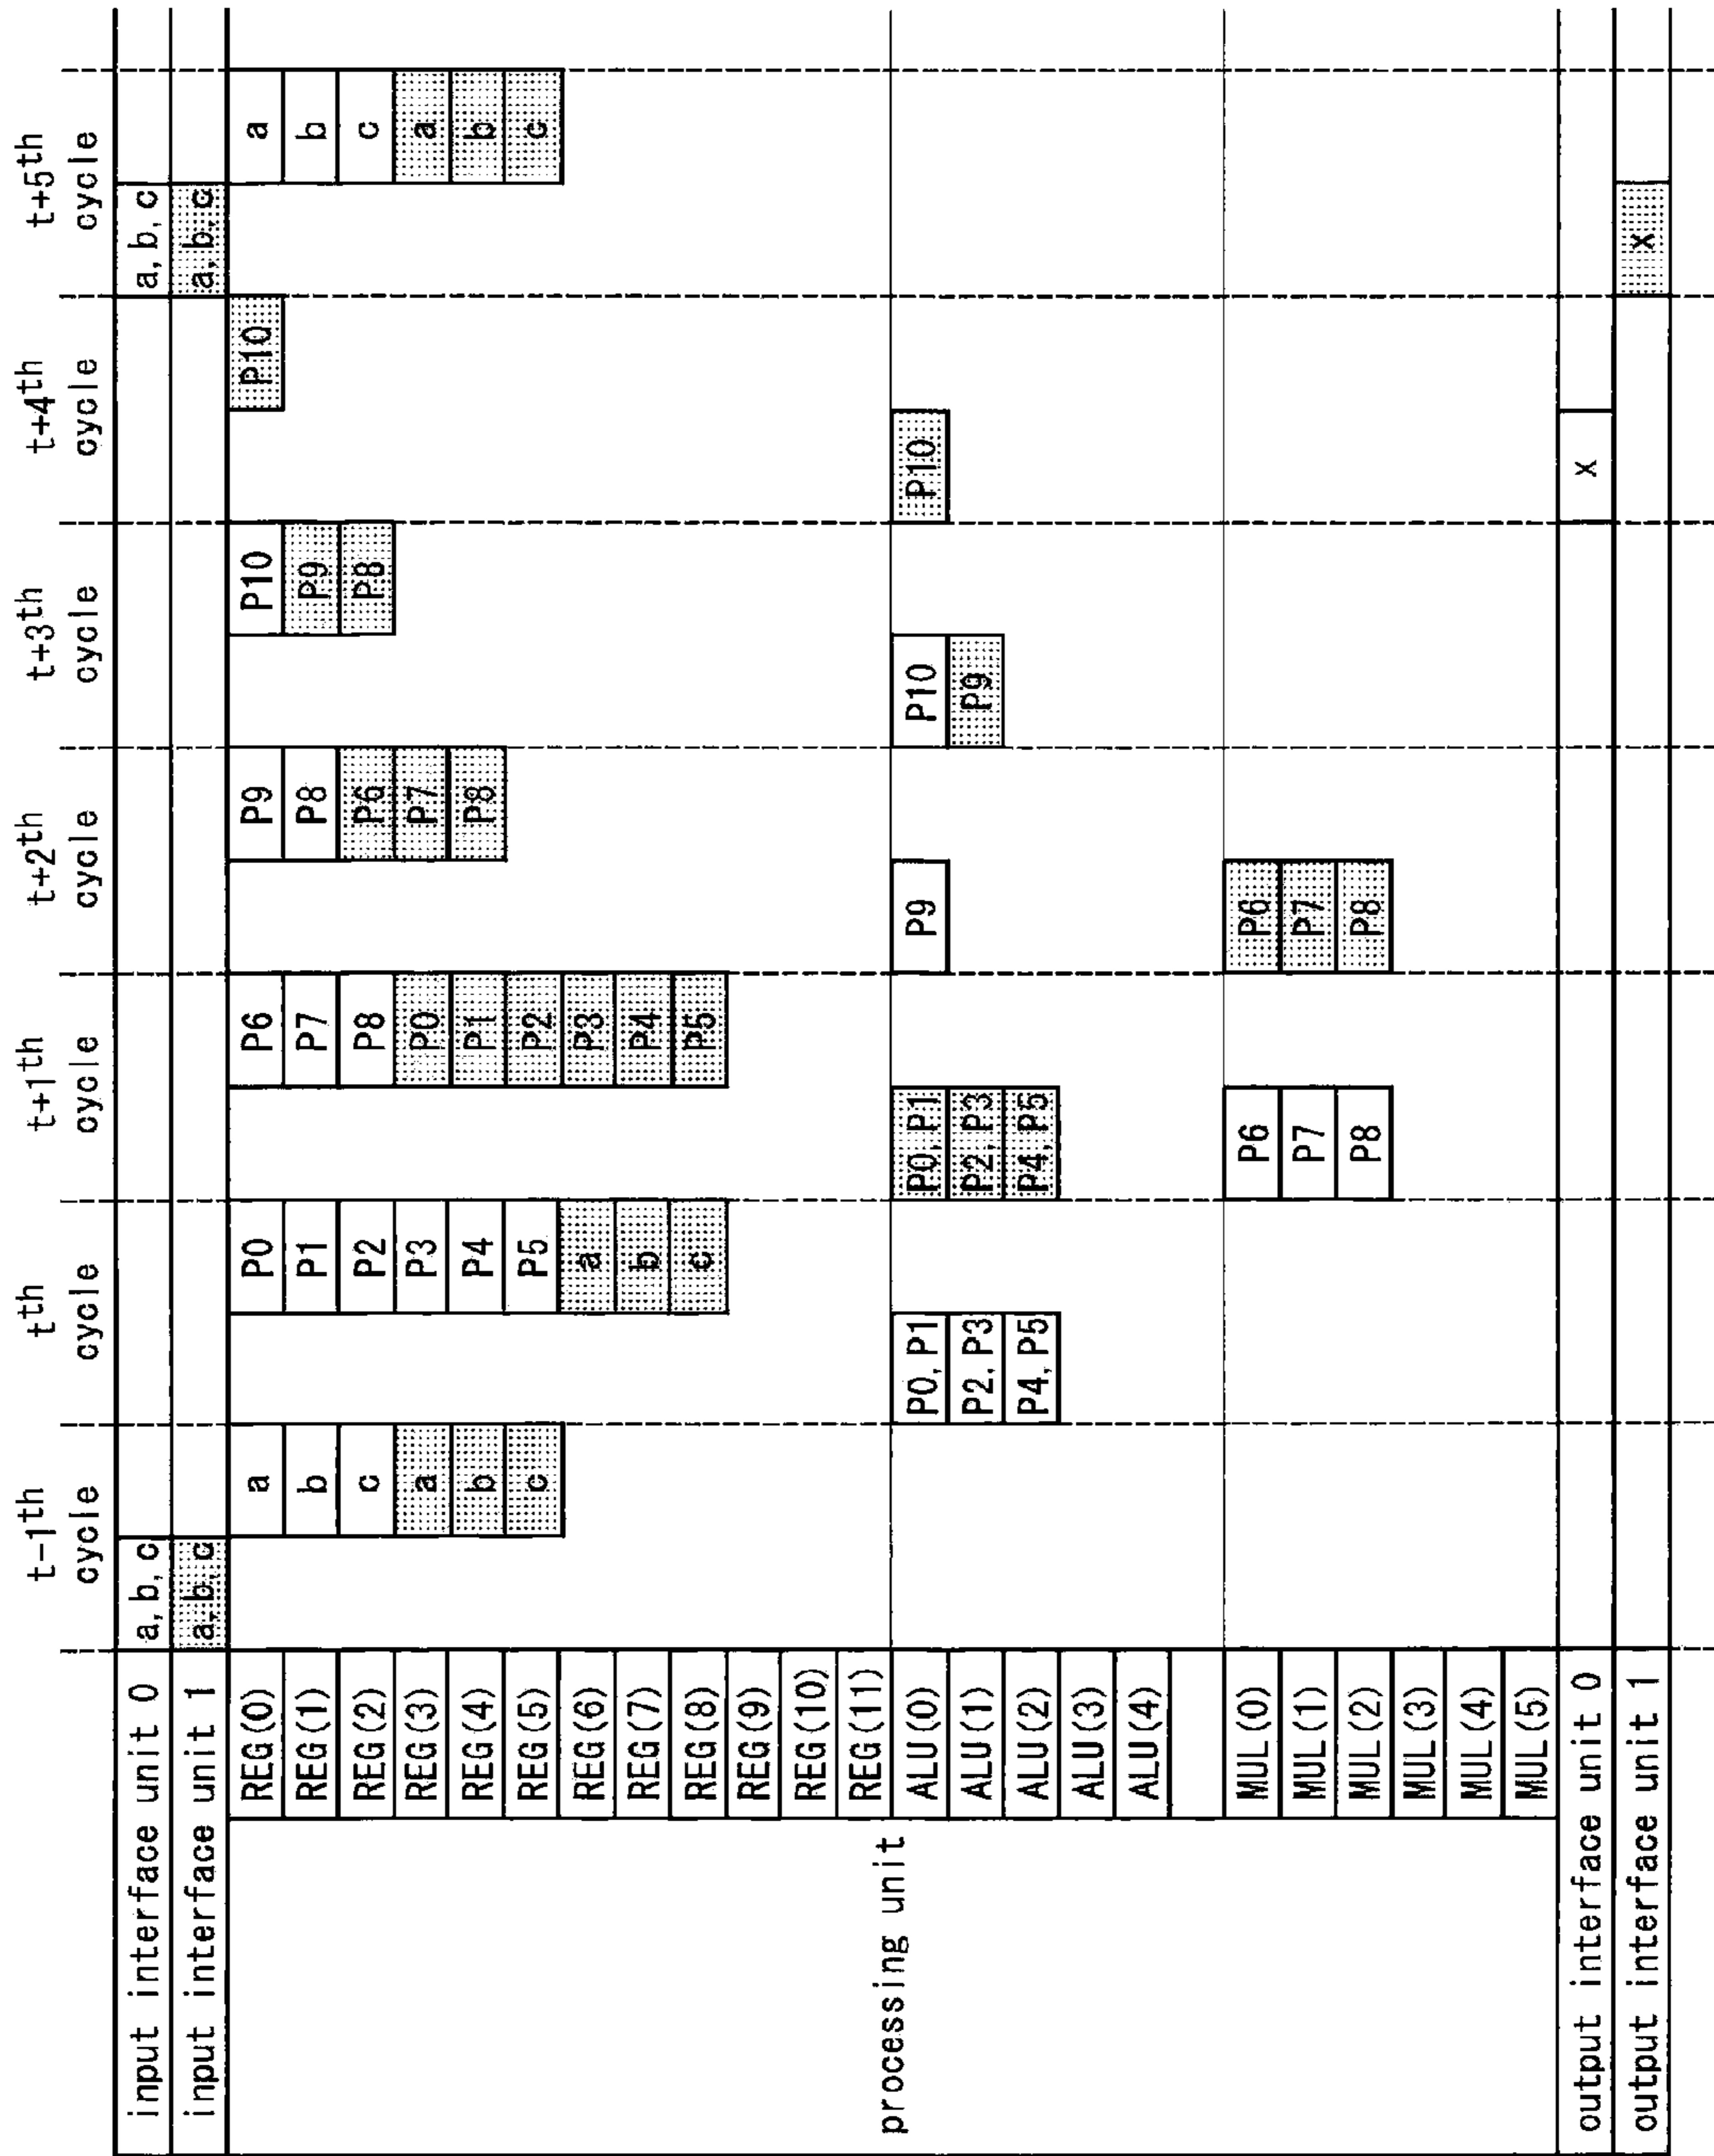 t-1th cycle t th cycle t+1th cycle t+2th cycle t+3th cycle t+4th cycle t+5th cycle
input interface unit 0 a, b, c a, b, c
input interface unit 1 a, b, c a, b, c
processing unit
REG(0) a P0 P6 P9 P10 P10 a
REG(1) b P1 P7 P8 P9 b
REG(2) c P2 P8 P6 P8 c
REG(3) a P3 P0 P7 a
REG(4) b P4 P1 P8 b
REG(5) c P5 P2 c
REG(6) a P3
REG(7) b P4
REG(8) c P5
REG(9)
REG(10)
REG(11)
ALU(0) P0, P1 P0, P1 P9 P10 P10
ALU(1) P2, P3 P2, P3 P9
ALU(2) P4, P5 P4, P5
ALU(3)
ALU(4)
MUL(0) P6 P6
MUL(1) P7 P7
MUL(2) P8 P8
MUL(3)
MUL(4)
MUL(5)
output interface unit 0 x
output interface unit 1 x